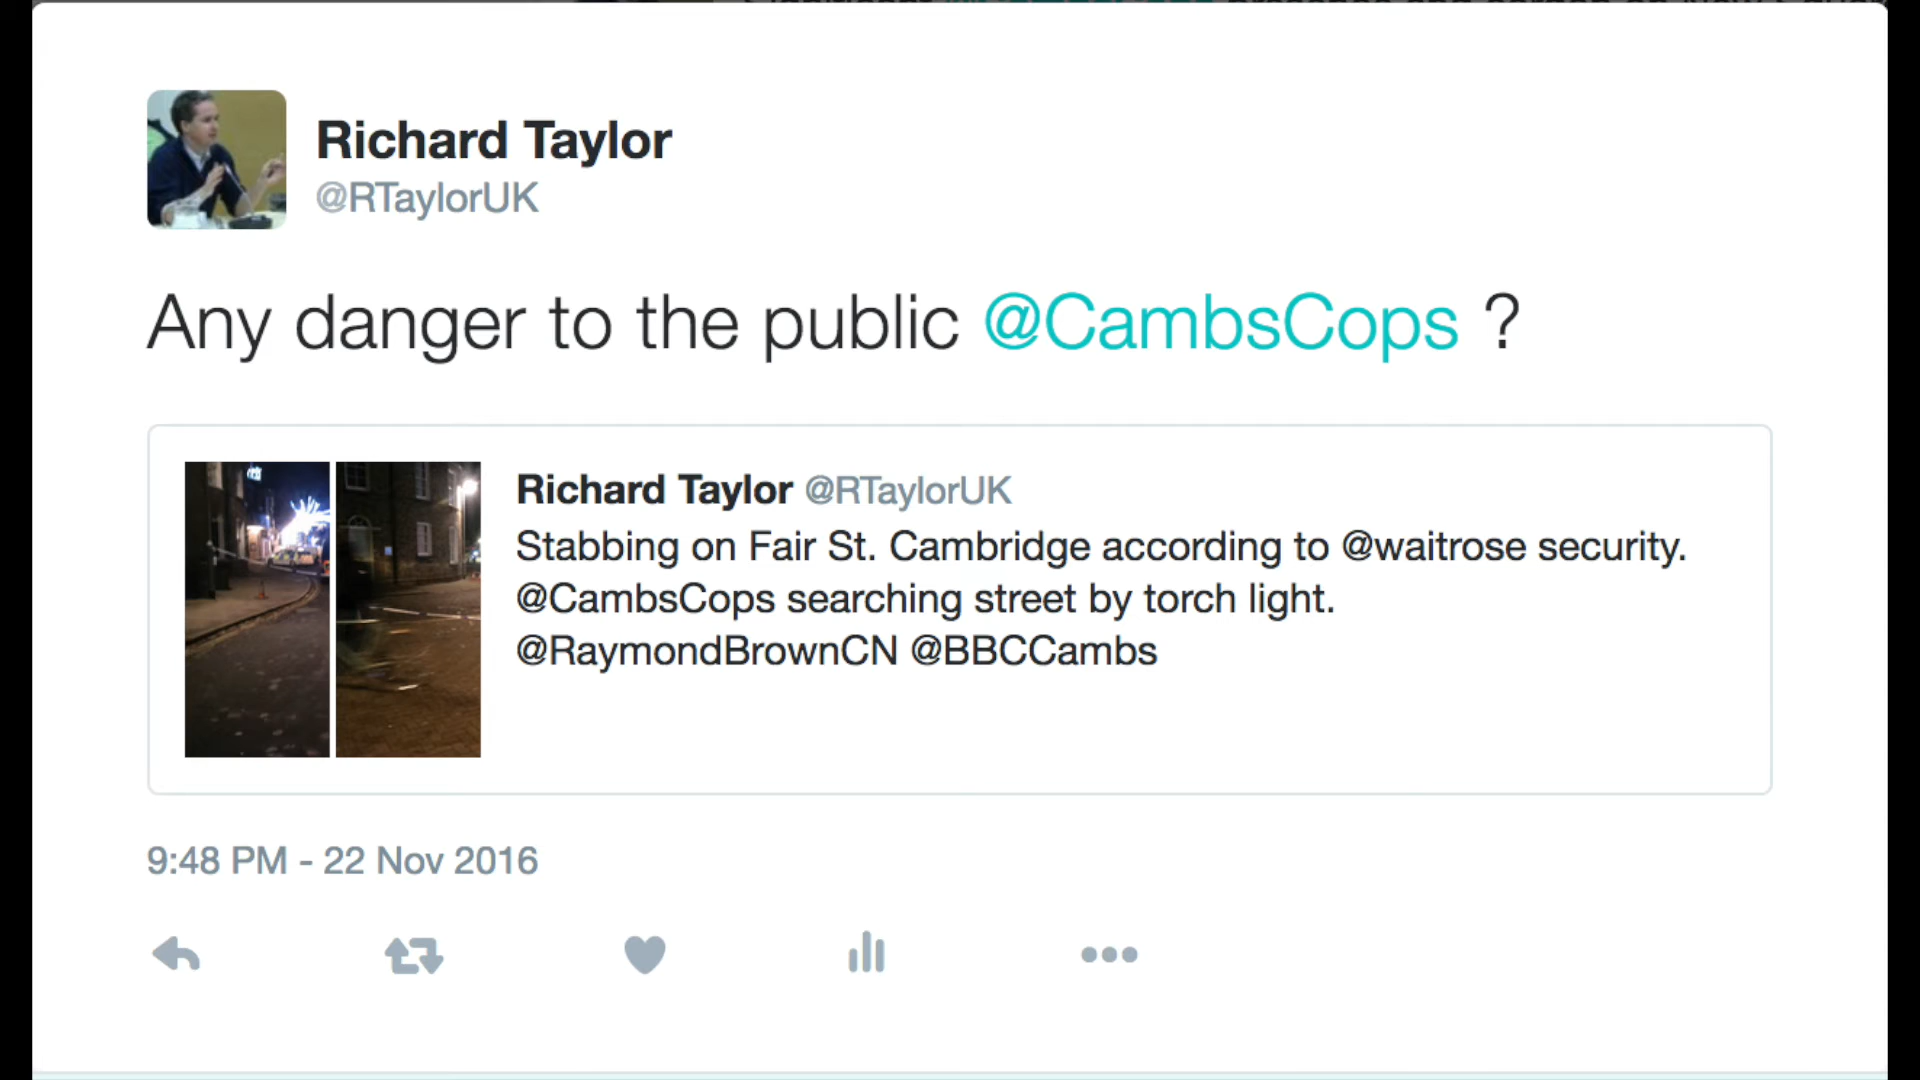 Richard Taylor
@RTaylorUK
Any danger to the public @CambsCops ?
Richard Taylor @RTaylorUK
Stabbing on Fair St. Cambridge according to @waitrose security.
@CambsCops searching street by torch light.
@RaymondBrownCN @BBCCambs
9:48 PM - 22 Nov 2016